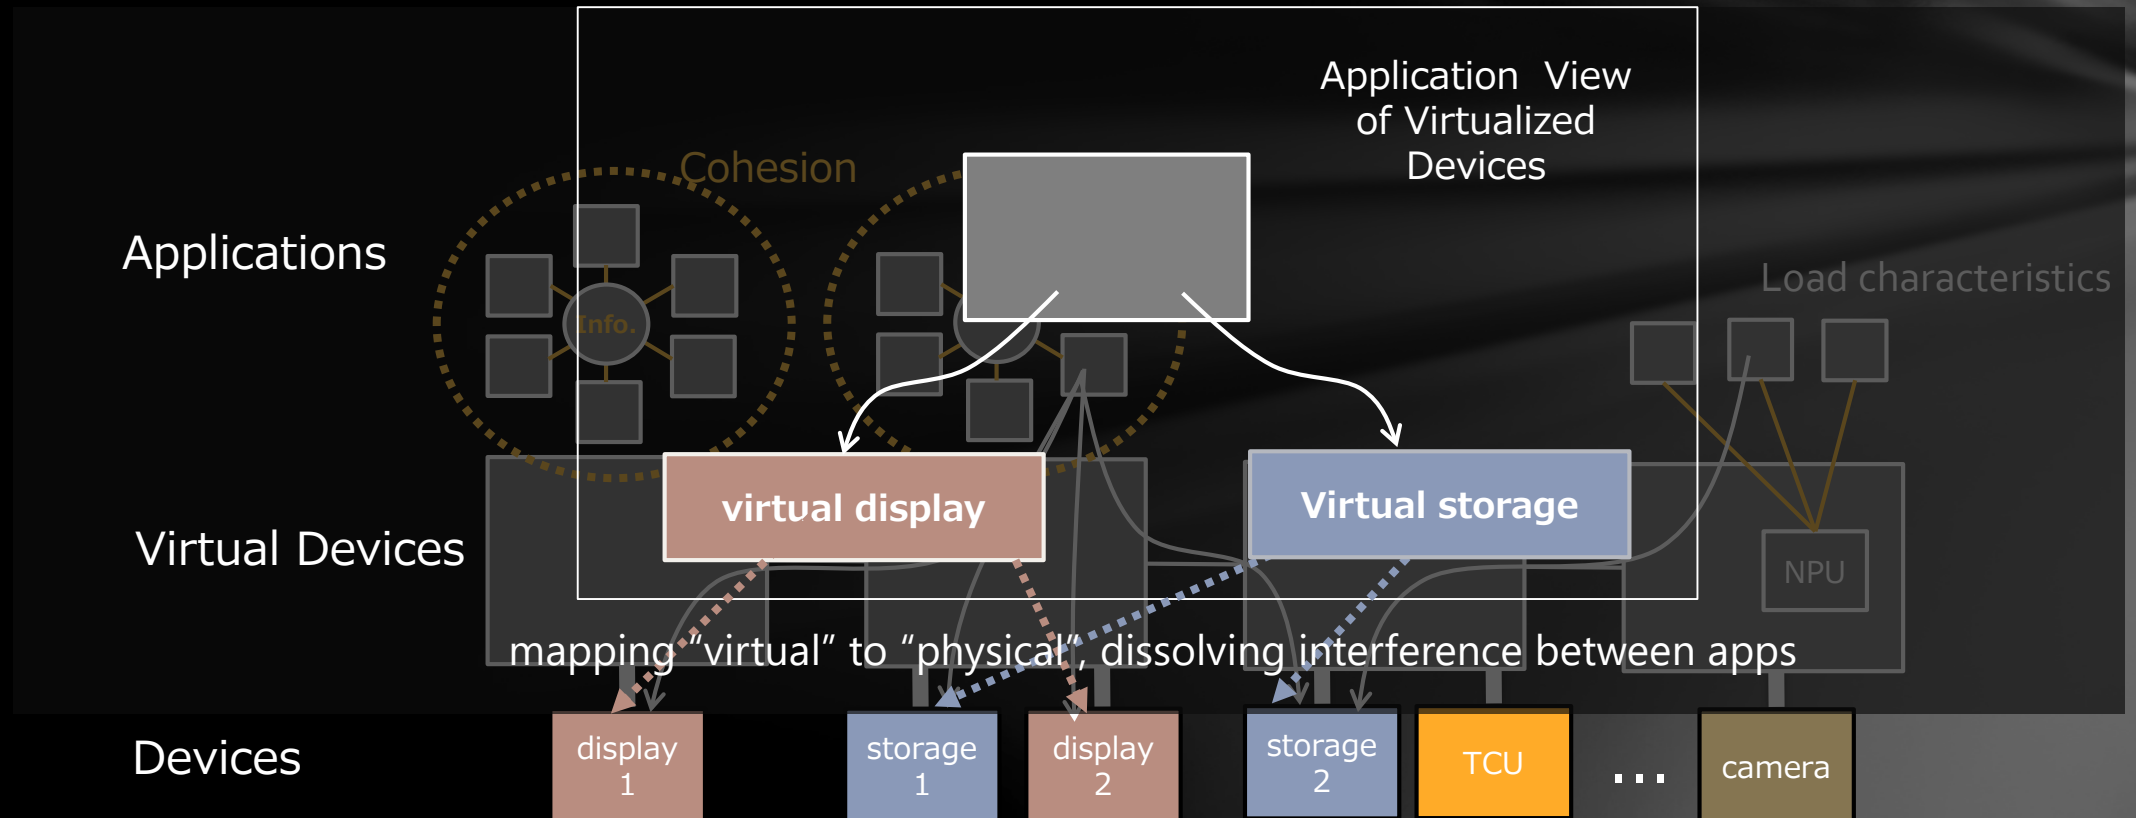 Application View
of Virtualized
Devices
Cohesion
Applications
Load characteristics
Info.
virtual display
Virtual storage
Virtual Devices
NPU
mapping “virtual” to “physical”, dissolving interference between apps
Devices
display
1
storage
1
display
2
storage
2
TCU
...
camera